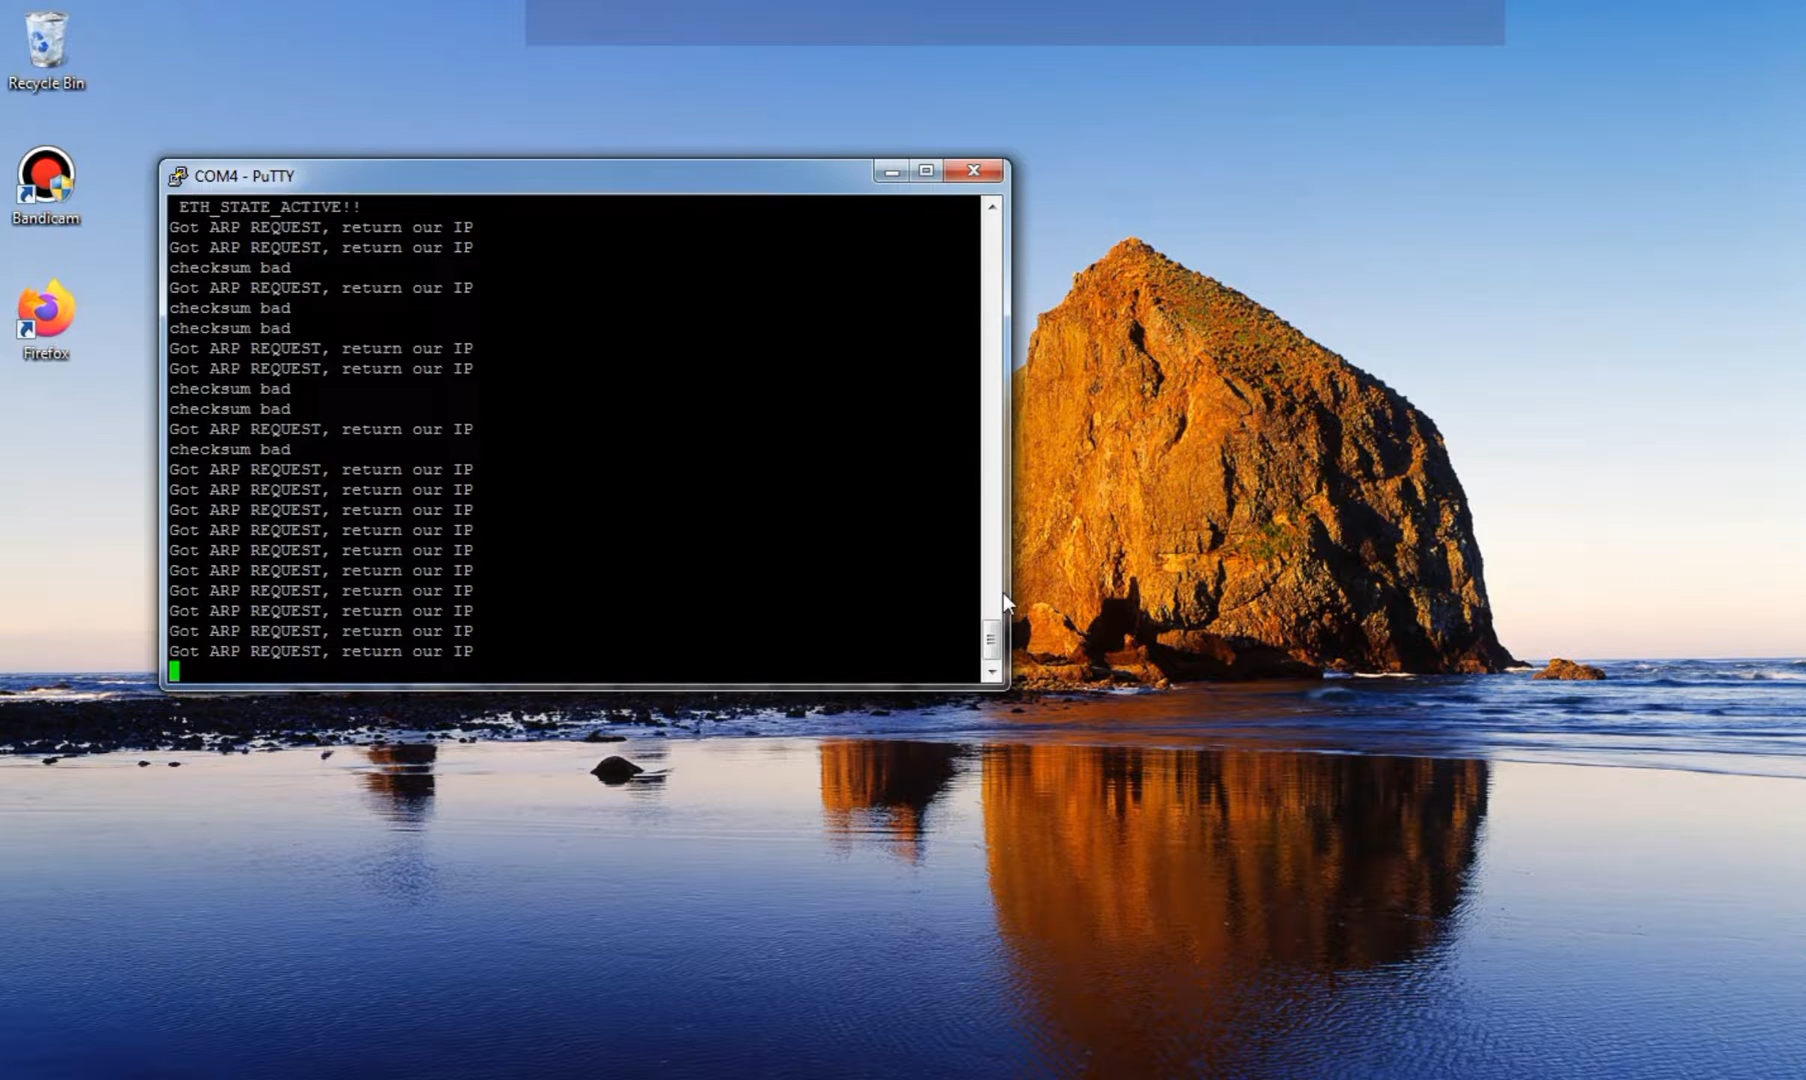 Recycle Bin
Bandicam
Firefox
COM4 - PuTTY
ETH_STATE_ACTIVE!!
Got ARP REQUEST, return our IP
Got ARP REQUEST, return our IP
checksum bad
Got ARP REQUEST, return our IP
checksum bad
checksum bad
Got ARP REQUEST, return our IP
Got ARP REQUEST, return our IP
checksum bad
checksum bad
Got ARP REQUEST, return our IP
checksum bad
Got ARP REQUEST, return our IP
Got ARP REQUEST, return our IP
Got ARP REQUEST, return our IP
Got ARP REQUEST, return our IP
Got ARP REQUEST, return our IP
Got ARP REQUEST, return our IP
Got ARP REQUEST, return our IP
Got ARP REQUEST, return our IP
Got ARP REQUEST, return our IP
Got ARP REQUEST, return our IP